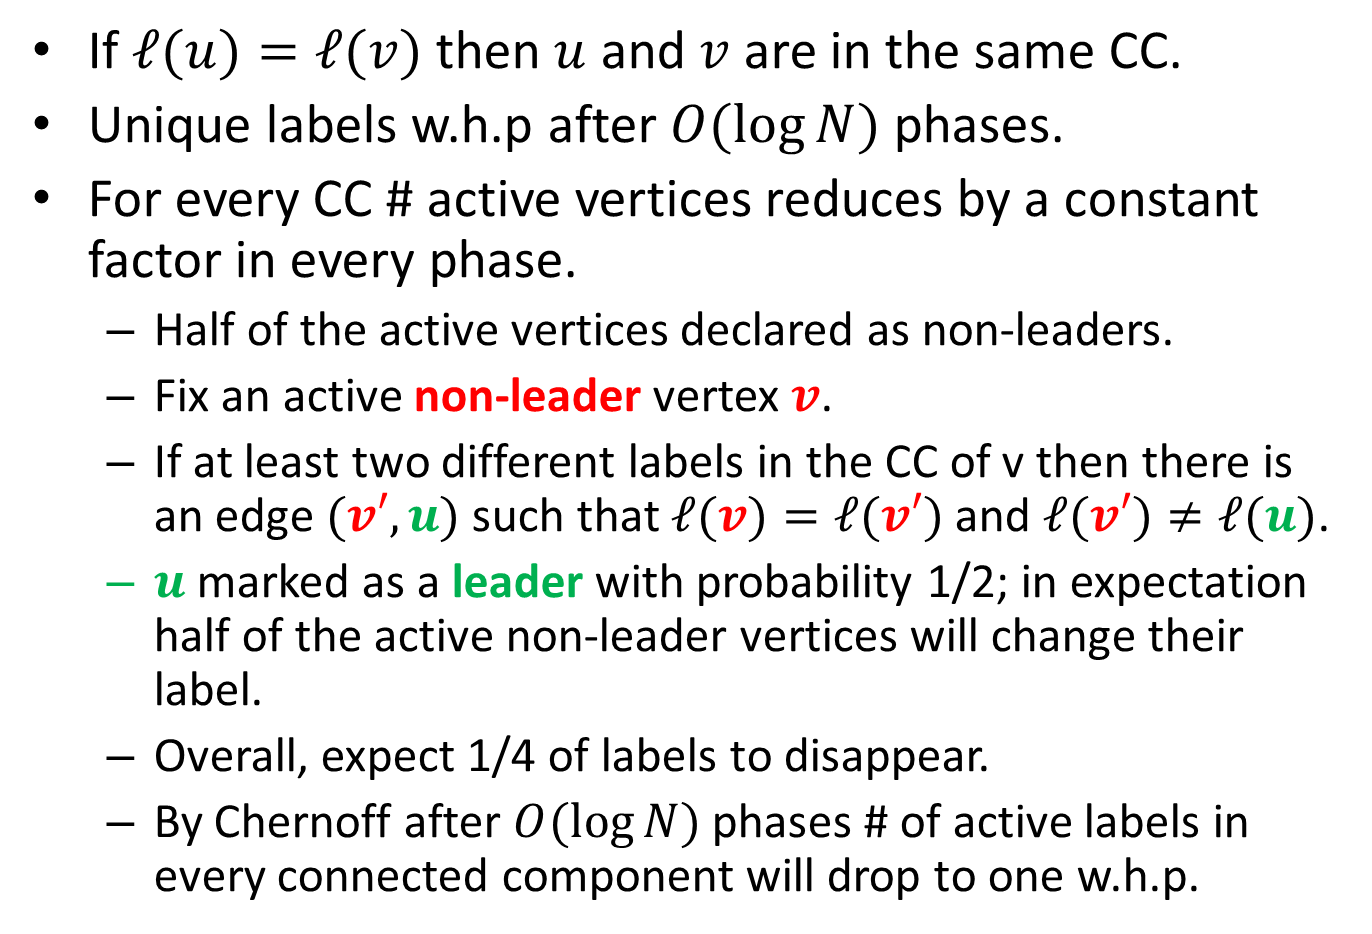 • If ℓ(u) = ℓ(v) then u and v are in the same CC.
• Unique labels w.h.p after O(log N) phases.
• For every CC # active vertices reduces by a constant
factor in every phase.
– Half of the active vertices declared as non-leaders.
– Fix an active non-leader vertex v.
– If at least two different labels in the CC of v then there is
an edge (v′, u) such that ℓ(v) = ℓ(v′) and ℓ(v′) ≠ ℓ(u).
– u marked as a leader with probability 1/2; in expectation
half of the active non-leader vertices will change their
label.
– Overall, expect 1/4 of labels to disappear.
– By Chernoff after O(log N) phases # of active labels in
every connected component will drop to one w.h.p.